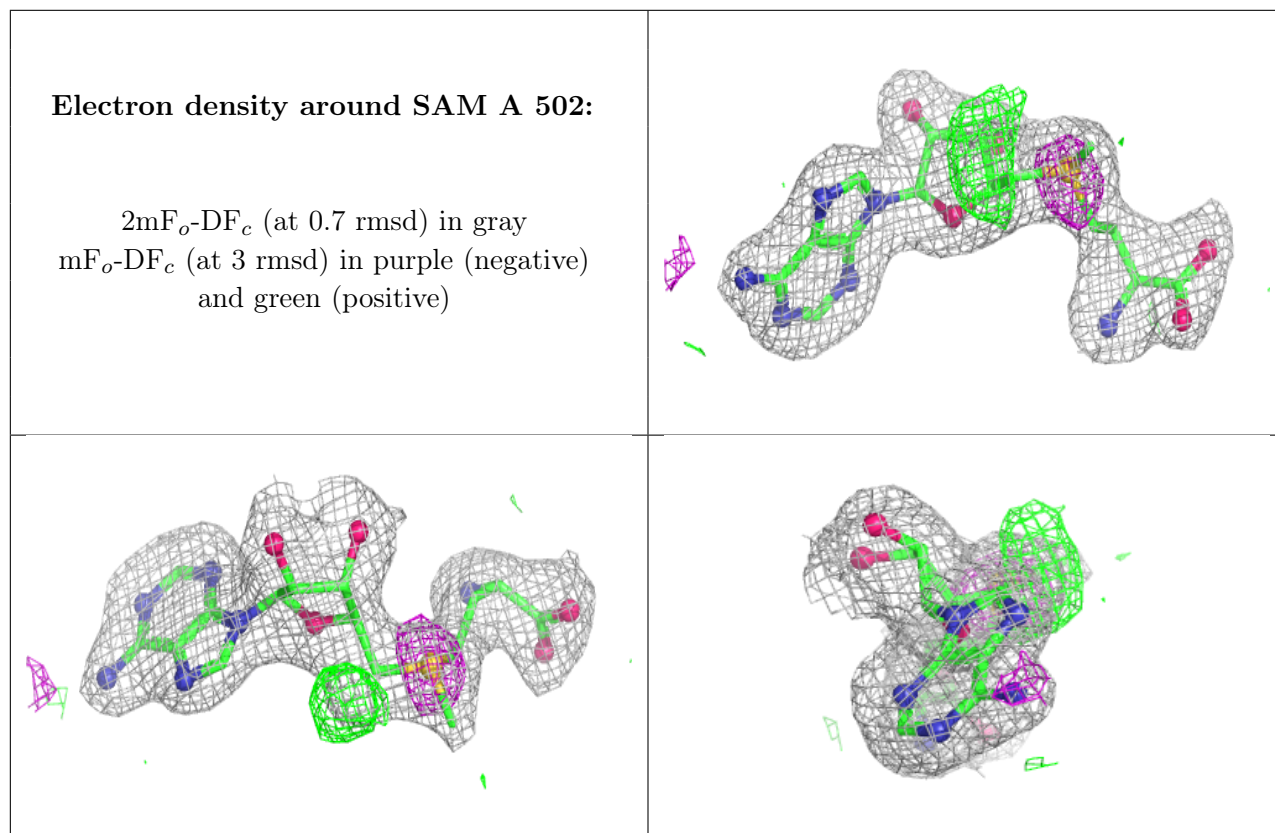 Electron density around SAM A 502:
2mFo-DFc (at 0.7 rmsd) in gray
mFo-DFc (at 3 rmsd) in purple (negative)
and green (positive)